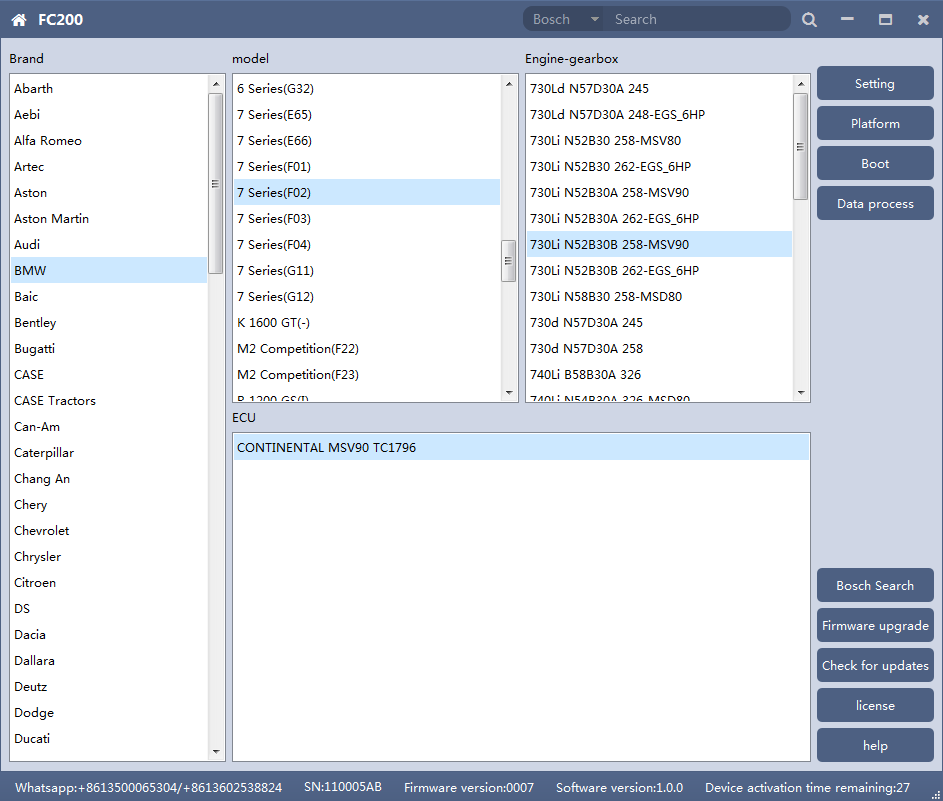 FC200
Bosch
Search
Brand
model
Engine-gearbox
Abarth
Aebi
Alfa Romeo
Artec
Aston
Aston Martin
Audi
BMW
Baic
Bentley
Bugatti
CASE
CASE Tractors
Can-Am
Caterpillar
Chang An
Chery
Chevrolet
Chrysler
Citroen
DS
Dacia
Dallara
Deutz
Dodge
Ducati
6 Series(G32)
7 Series(E65)
7 Series(E66)
7 Series(F01)
7 Series(F02)
7 Series(F03)
7 Series(F04)
7 Series(G11)
7 Series(G12)
K 1600 GT(-)
M2 Competition(F22)
M2 Competition(F23)
R 1200 GS(I)
730Ld N57D30A 245
730Ld N57D30A 248-EGS_6HP
730Li N52B30 258-MSV80
730Li N52B30 262-EGS_6HP
730Li N52B30A 258-MSV90
730Li N52B30A 262-EGS_6HP
730Li N52B30B 258-MSV90
730Li N52B30B 262-EGS_6HP
730Li N58B30 258-MSD80
730d N57D30A 245
730d N57D30A 258
740Li B58B30A 326
740Li N54B30A 326-MSD80
ECU
CONTINENTAL MSV90 TC1796
Setting
Platform
Boot
Data process
Bosch Search
Firmware upgrade
Check for updates
license
help
Whatsapp:+8613500065304/+8613602538824
SN:110005AB
Firmware version:0007
Software version:1.0.0
Device activation time remaining:27